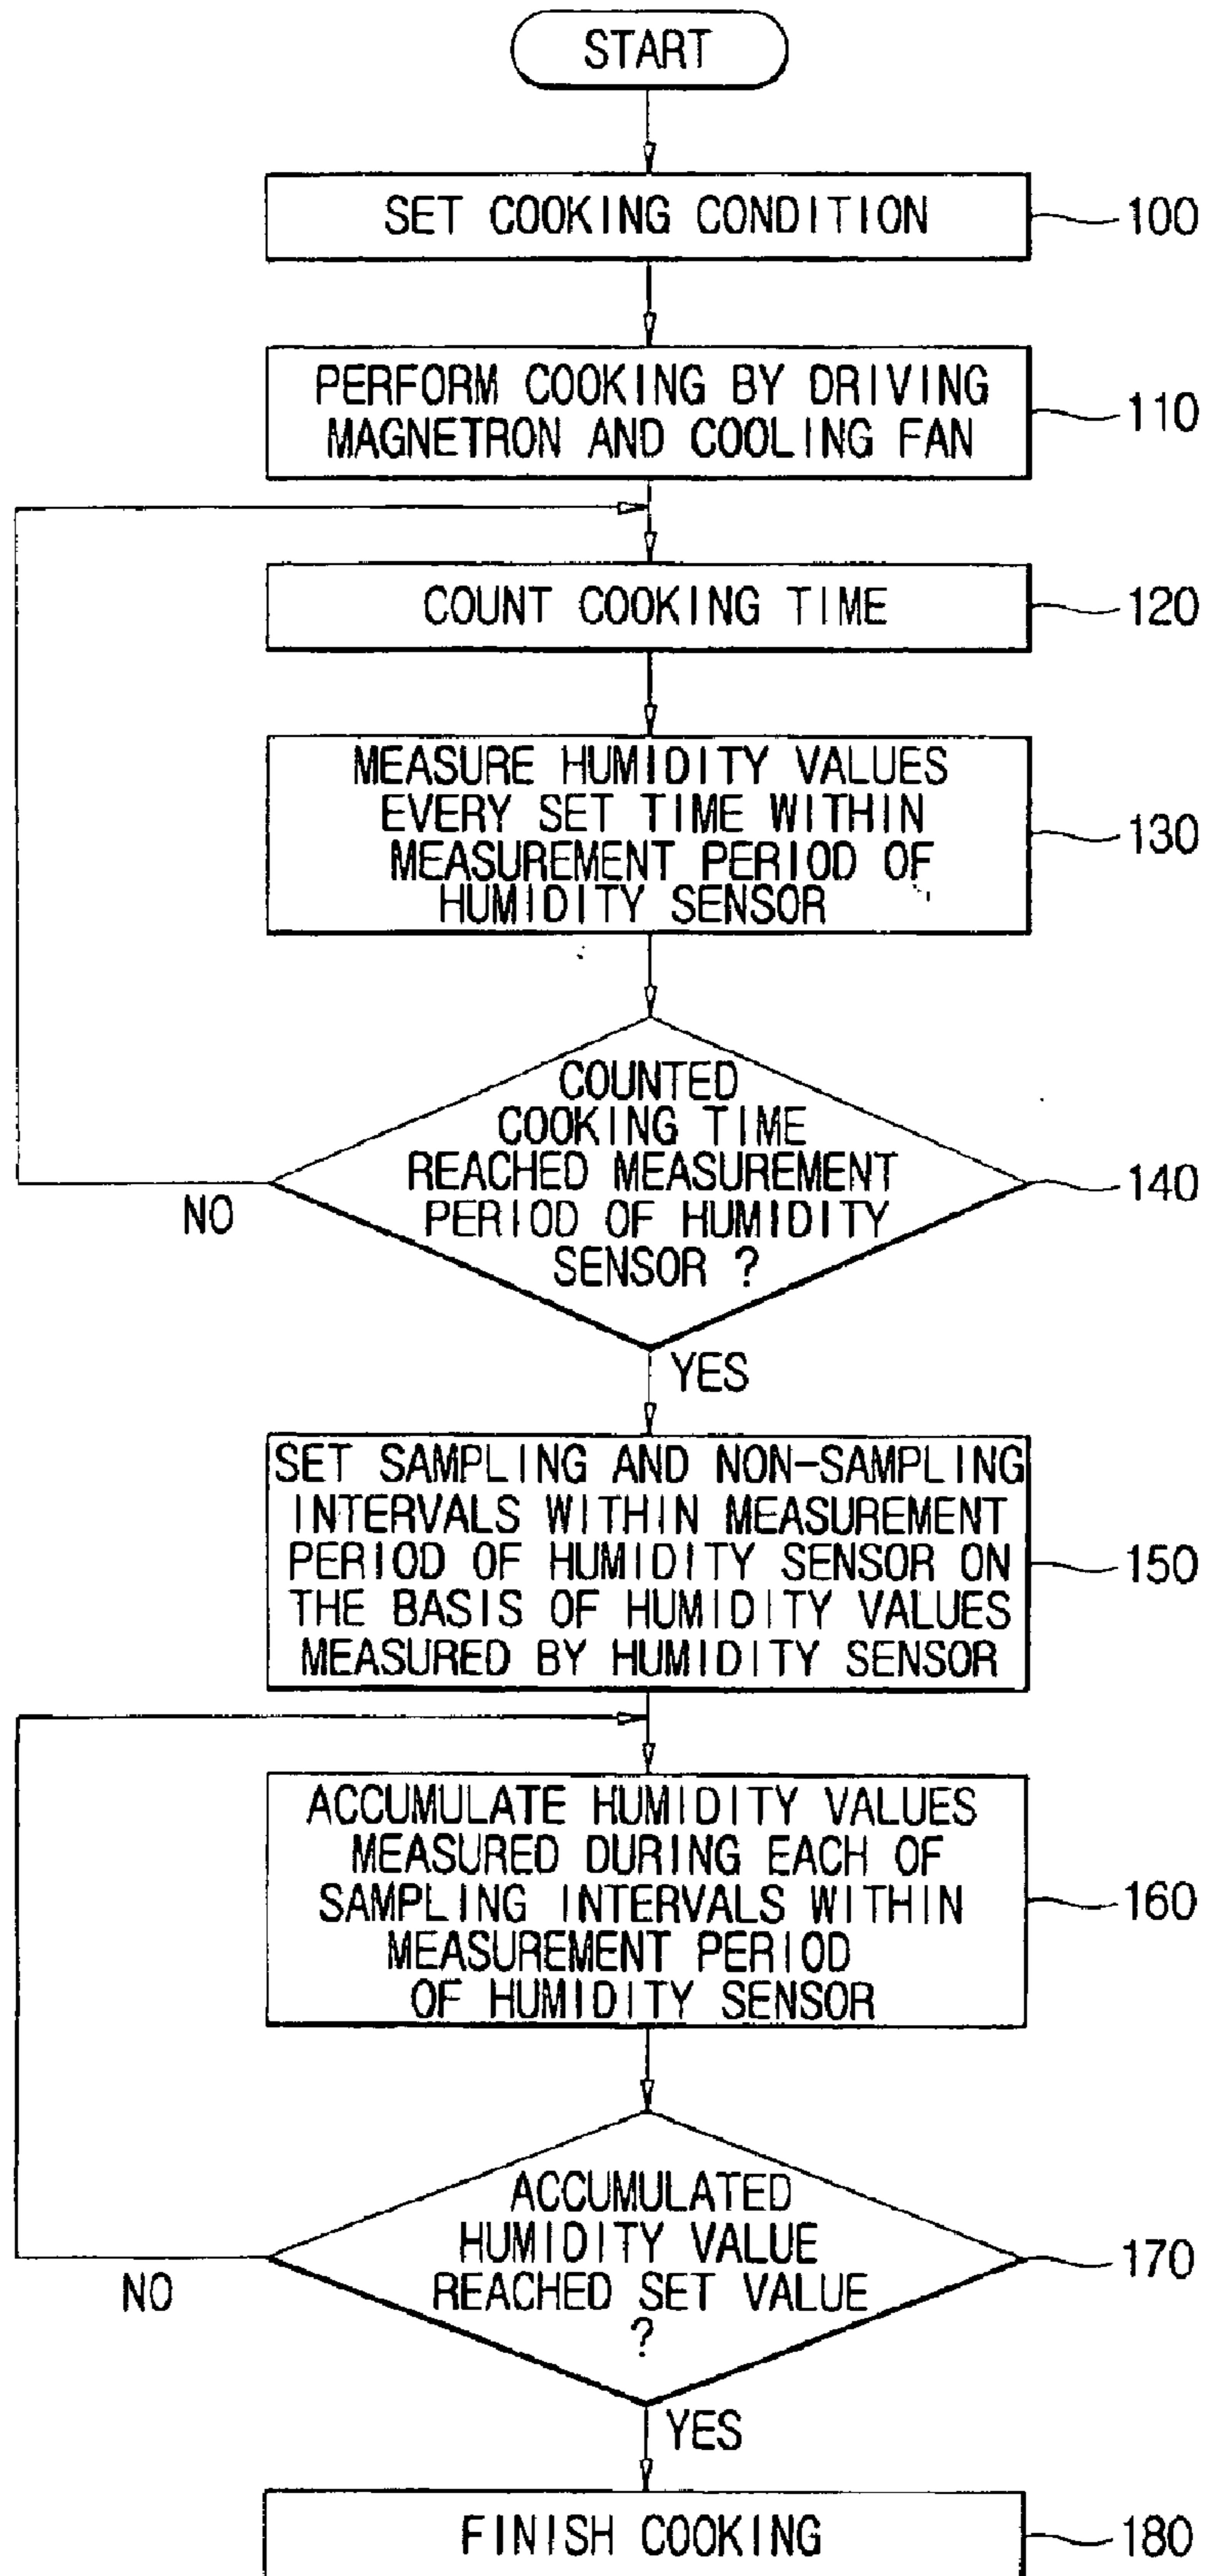 START
SET COOKING CONDITION
100
PERFORM COOKING BY DRIVING
MAGNETRON AND COOLING FAN
110
COUNT COOKING TIME
120
MEASURE HUMIDITY VALUES
EVERY SET TIME WITHIN
MEASUREMENT PERIOD OF
HUMIDITY SENSOR
130
COUNTED
COOKING TIME
REACHED MEASUREMENT
PERIOD OF HUMIDITY
SENSOR ?
140
NO
YES
SET SAMPLING AND NON-SAMPLING
INTERVALS WITHIN MEASUREMENT
PERIOD OF HUMIDITY SENSOR ON
THE BASIS OF HUMIDITY VALUES
MEASURED BY HUMIDITY SENSOR
150
ACCUMULATE HUMIDITY VALUES
MEASURED DURING EACH OF
SAMPLING INTERVALS WITHIN
MEASUREMENT PERIOD
OF HUMIDITY SENSOR
160
ACCUMULATED
HUMIDITY VALUE
REACHED SET VALUE
?
170
NO
YES
FINISH COOKING
180